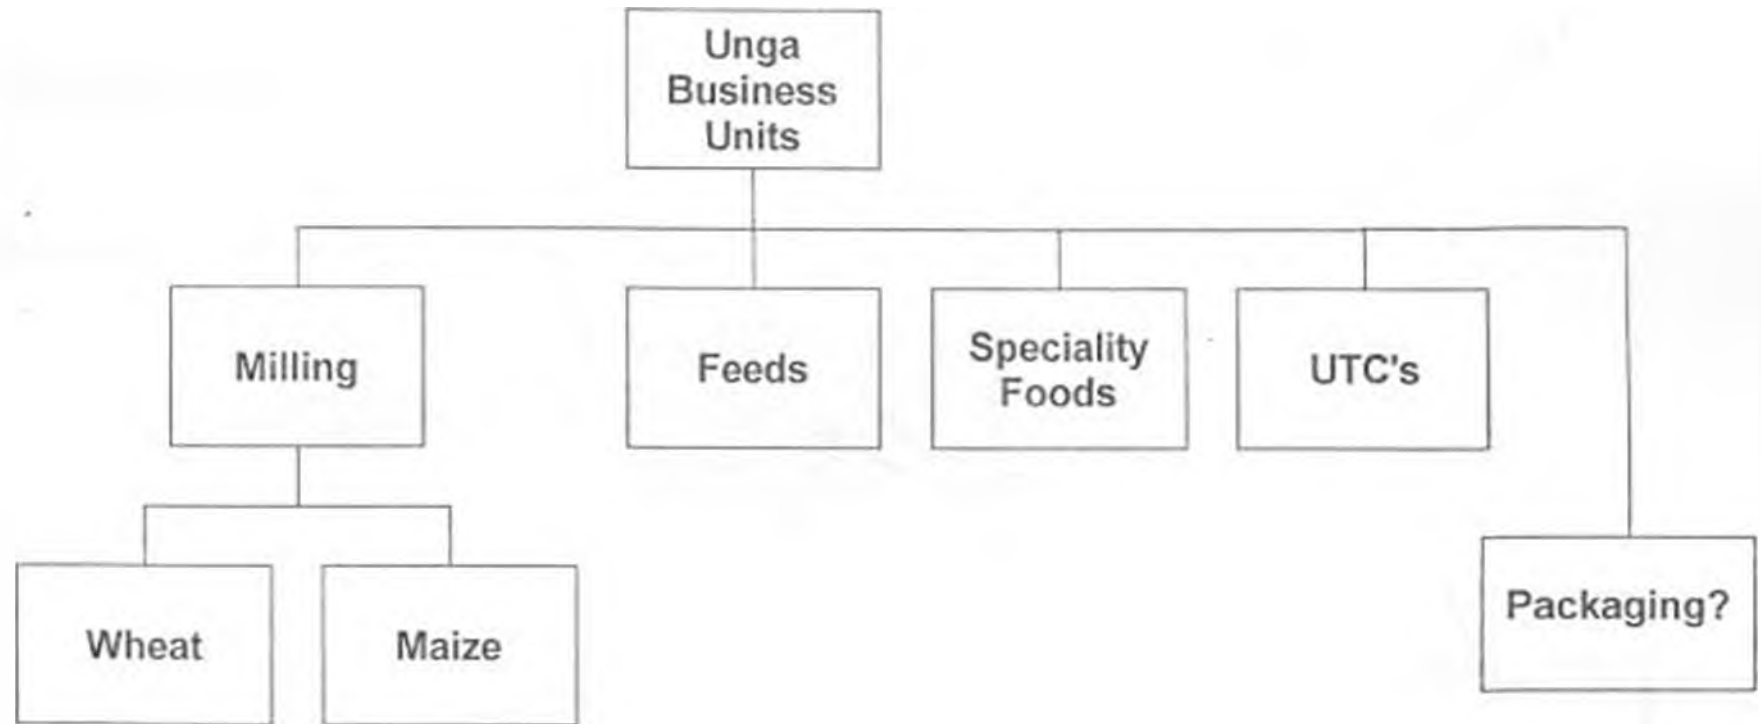 Unga
Business
Units
Milling
Feeds
Speciality
Foods
UTC's
Wheat
Maize
Packaging?